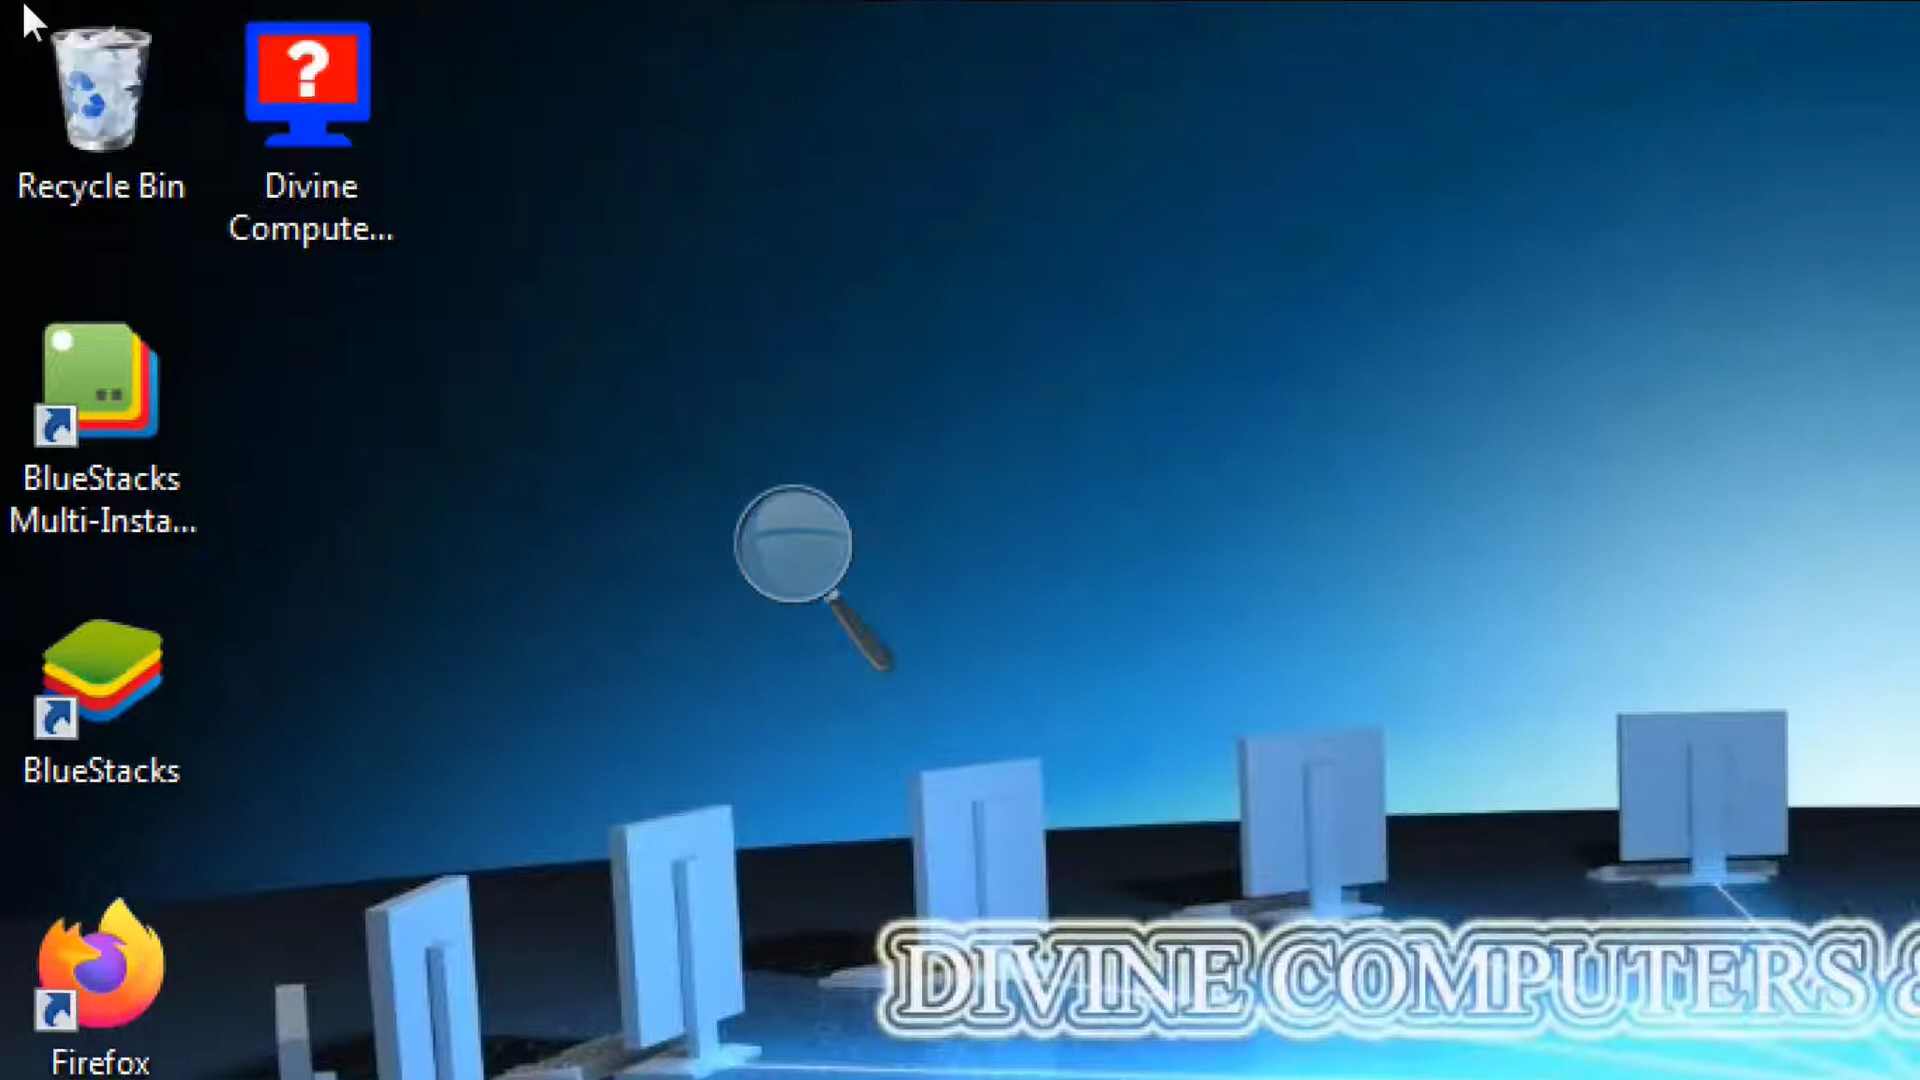 Recycle Bin
Divine
Compute...
BlueStacks
Multi-Insta...
BlueStacks
Firefox
DIVINE COMPUTERS &